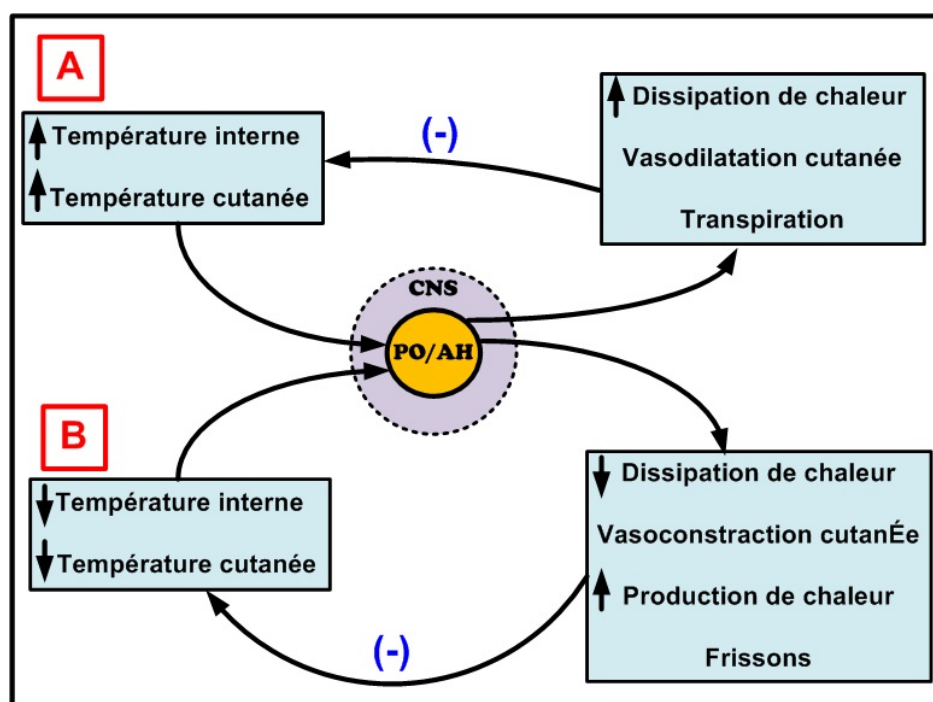 A
Température interne
Température cutanée
(-)
Dissipation de chaleur
Vasodilatation cutanée
Transpiration
CNS
PO/AH
B
Température interne
Température cutanée
(-)
Dissipation de chaleur
Vasoconstraction cutanÉe
Production de chaleur
Frissons